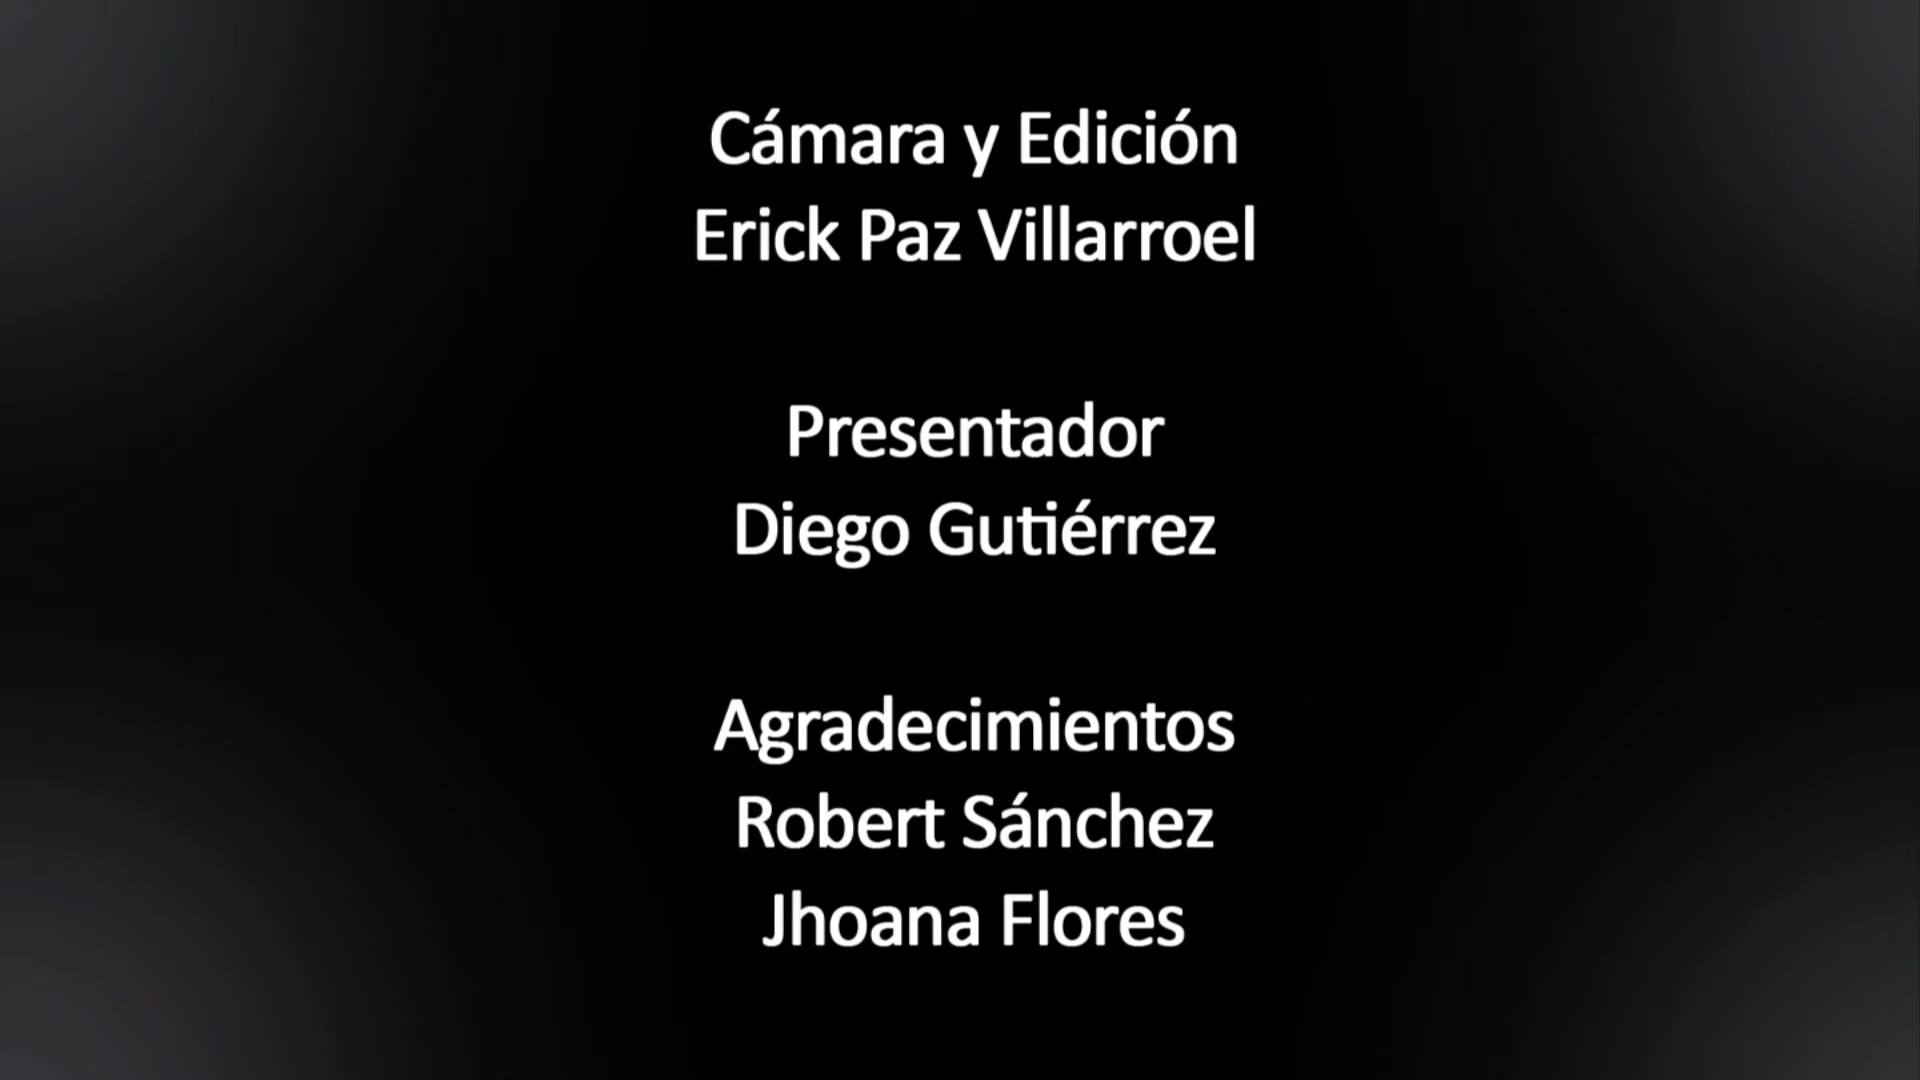 Cámara y Edición
Erick Paz Villarroel
Presentador
Diego Gutiérrez
Agradecimientos
Robert Sánchez
Jhoana Flores